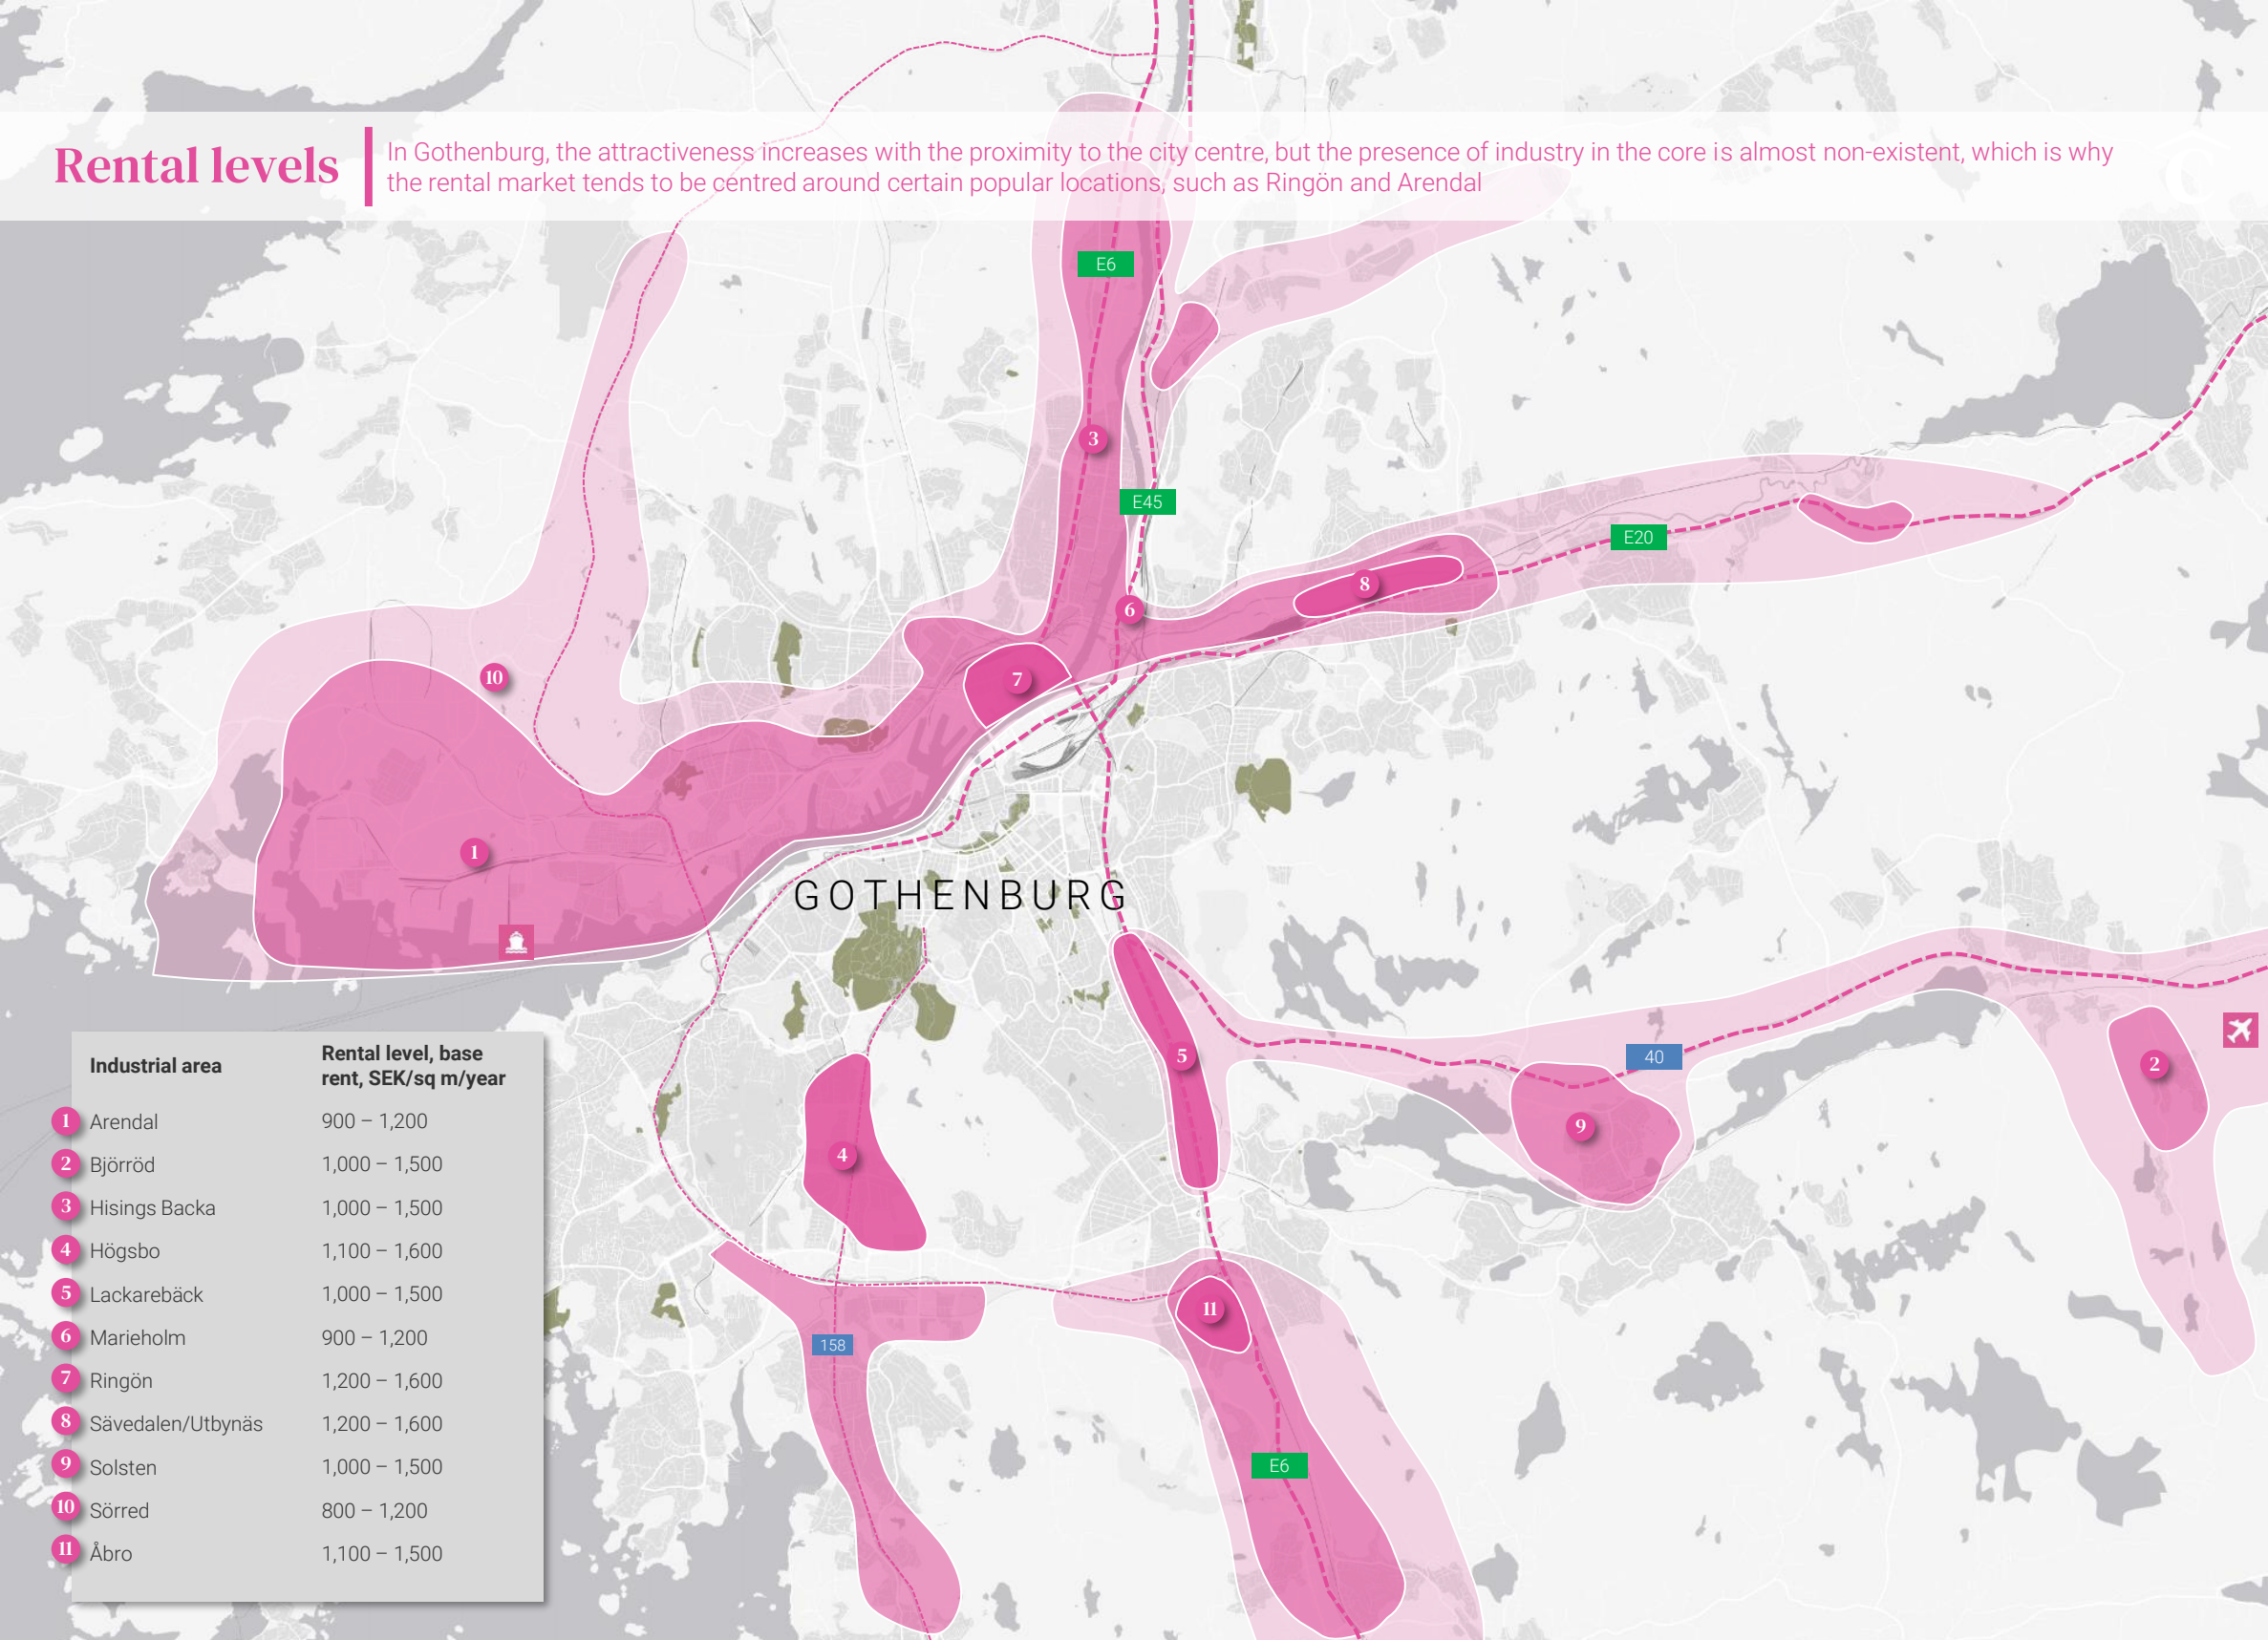 Rental levels
In Gothenburg, the attractiveness increases with the proximity to the city centre, but the presence of industry in the core is almost non-existent, which is why
the rental market tends to be centred around certain popular locations, such as Ringön and Arendal
E6
3
E45
E20
8
6
10
7
1
GOTHENBURG
5
40
2
9
4
11
158
E6
Industrial area
Rental level, base
rent, SEK/sq m/year
1 Arendal 900 – 1,200
2 Björröd 1,000 – 1,500
3 Hisings Backa 1,000 – 1,500
4 Högsbo 1,100 – 1,600
5 Lackarebäck 1,000 – 1,500
6 Marieholm 900 – 1,200
7 Ringön 1,200 – 1,600
8 Sävedalen/Utbynäs 1,200 – 1,600
9 Solsten 1,000 – 1,500
10 Sörred 800 – 1,200
11 Åbro 1,100 – 1,500